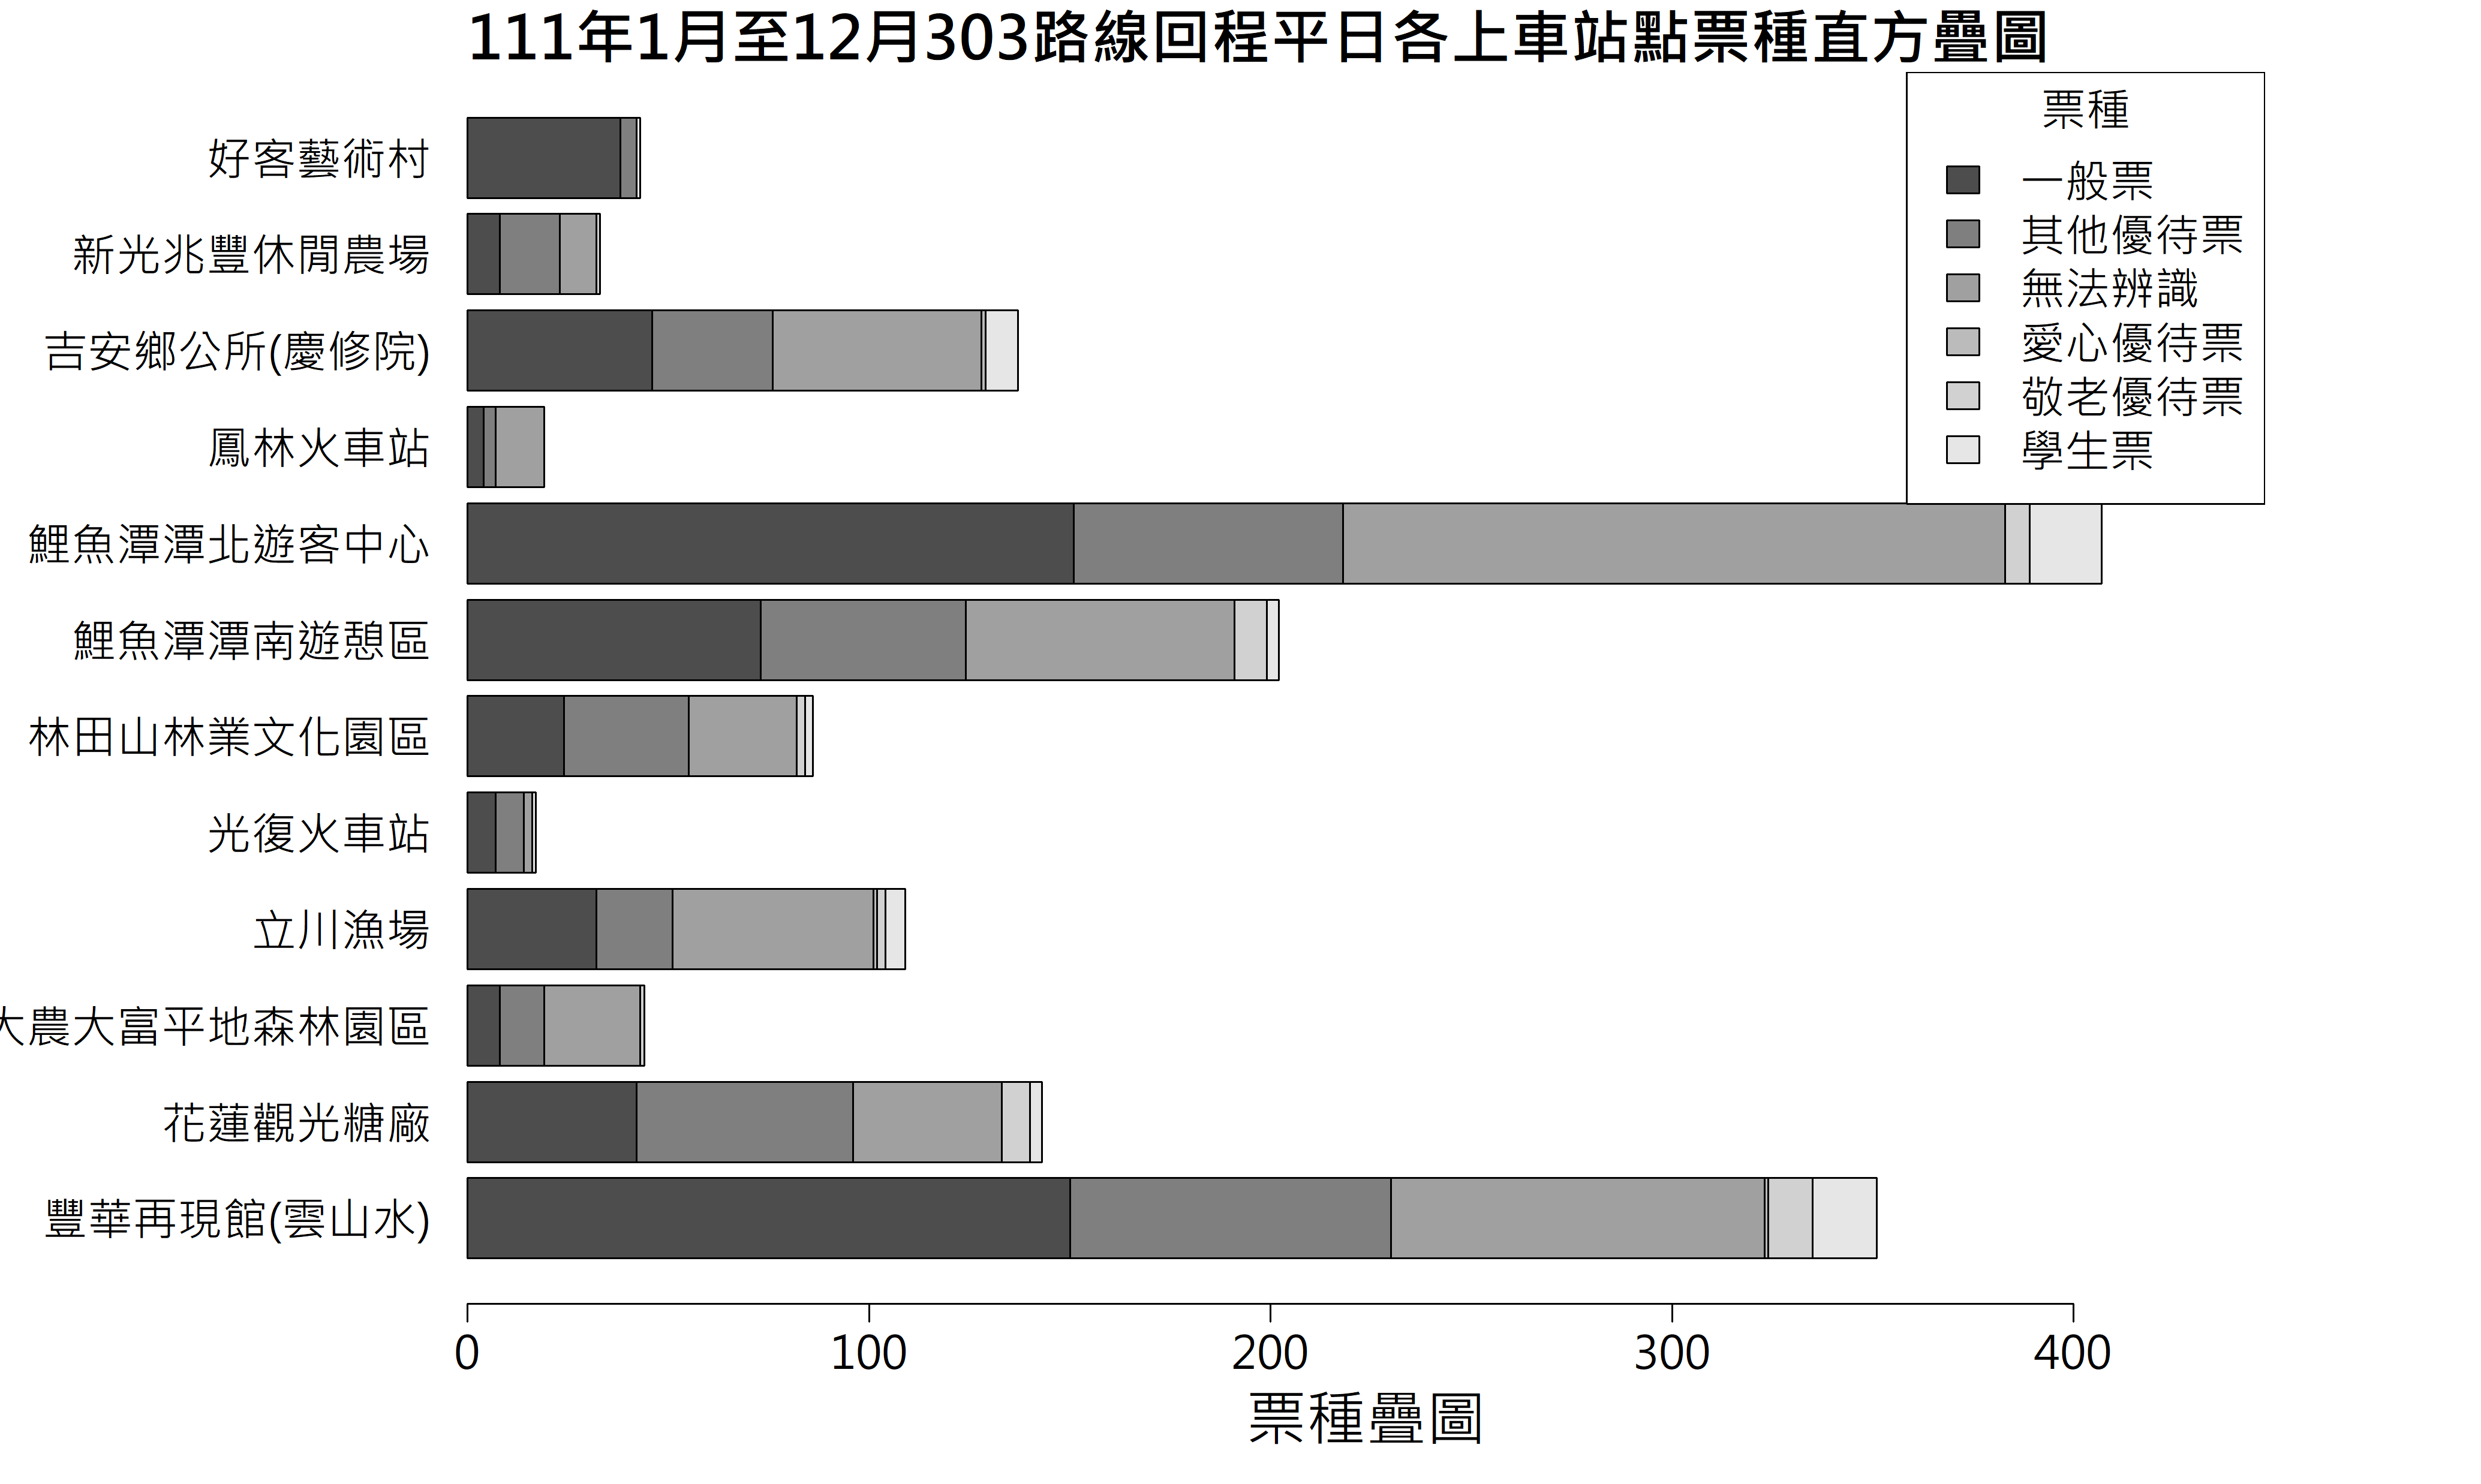 111年1月至12月303路線回程平日各上車站點票種直方疊圖
票種
一般票
其他優待票
無法辨識
愛心優待票
敬老優待票
學生票
好客藝術村
新光兆豐休閒農場
吉安鄉公所(慶修院)
鳳林火車站
鯉魚潭潭北遊客中心
鯉魚潭潭南遊憩區
林田山林業文化園區
光復火車站
立川漁場
大農大富平地森林園區
花蓮觀光糖廠
豐華再現館(雲山水)
0 100 200 300 400
票種疊圖